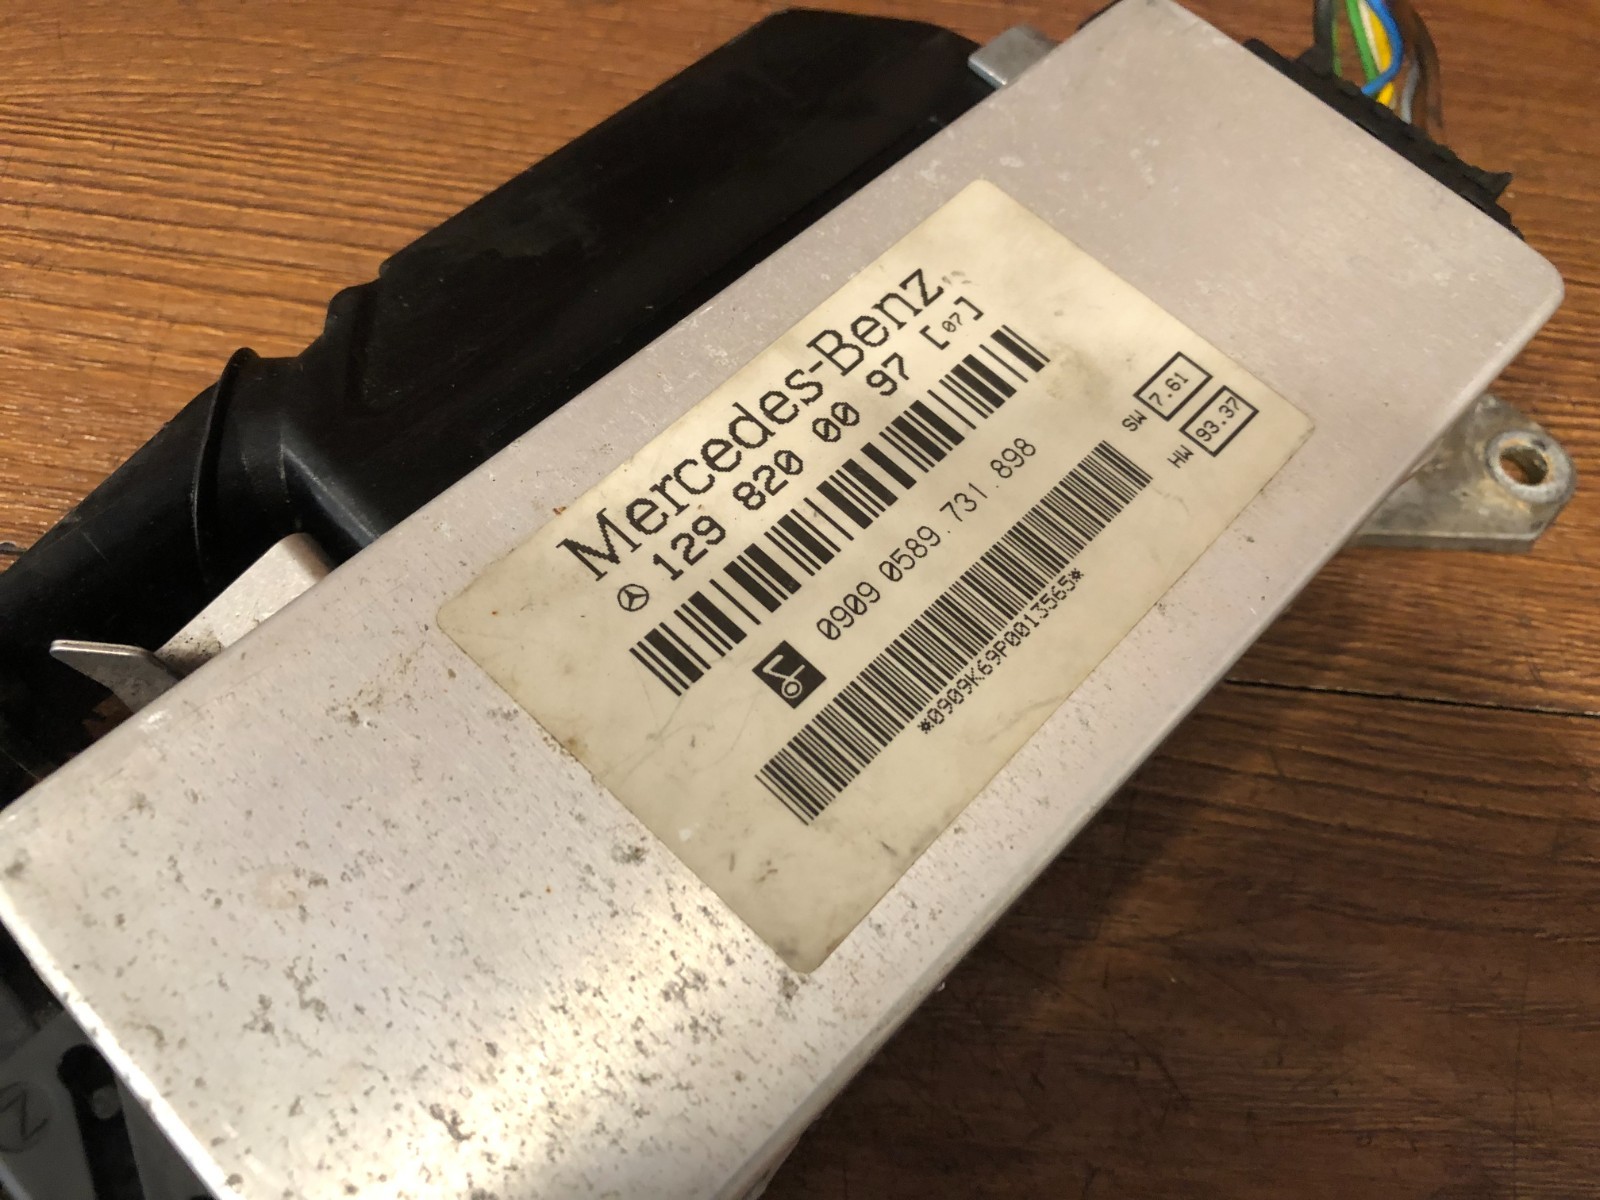 Mercedes-Benz
129 820 00 97 [07]
0909 0589.731.898
*0909K69P0013565*
SW 7.61
HW 93.37